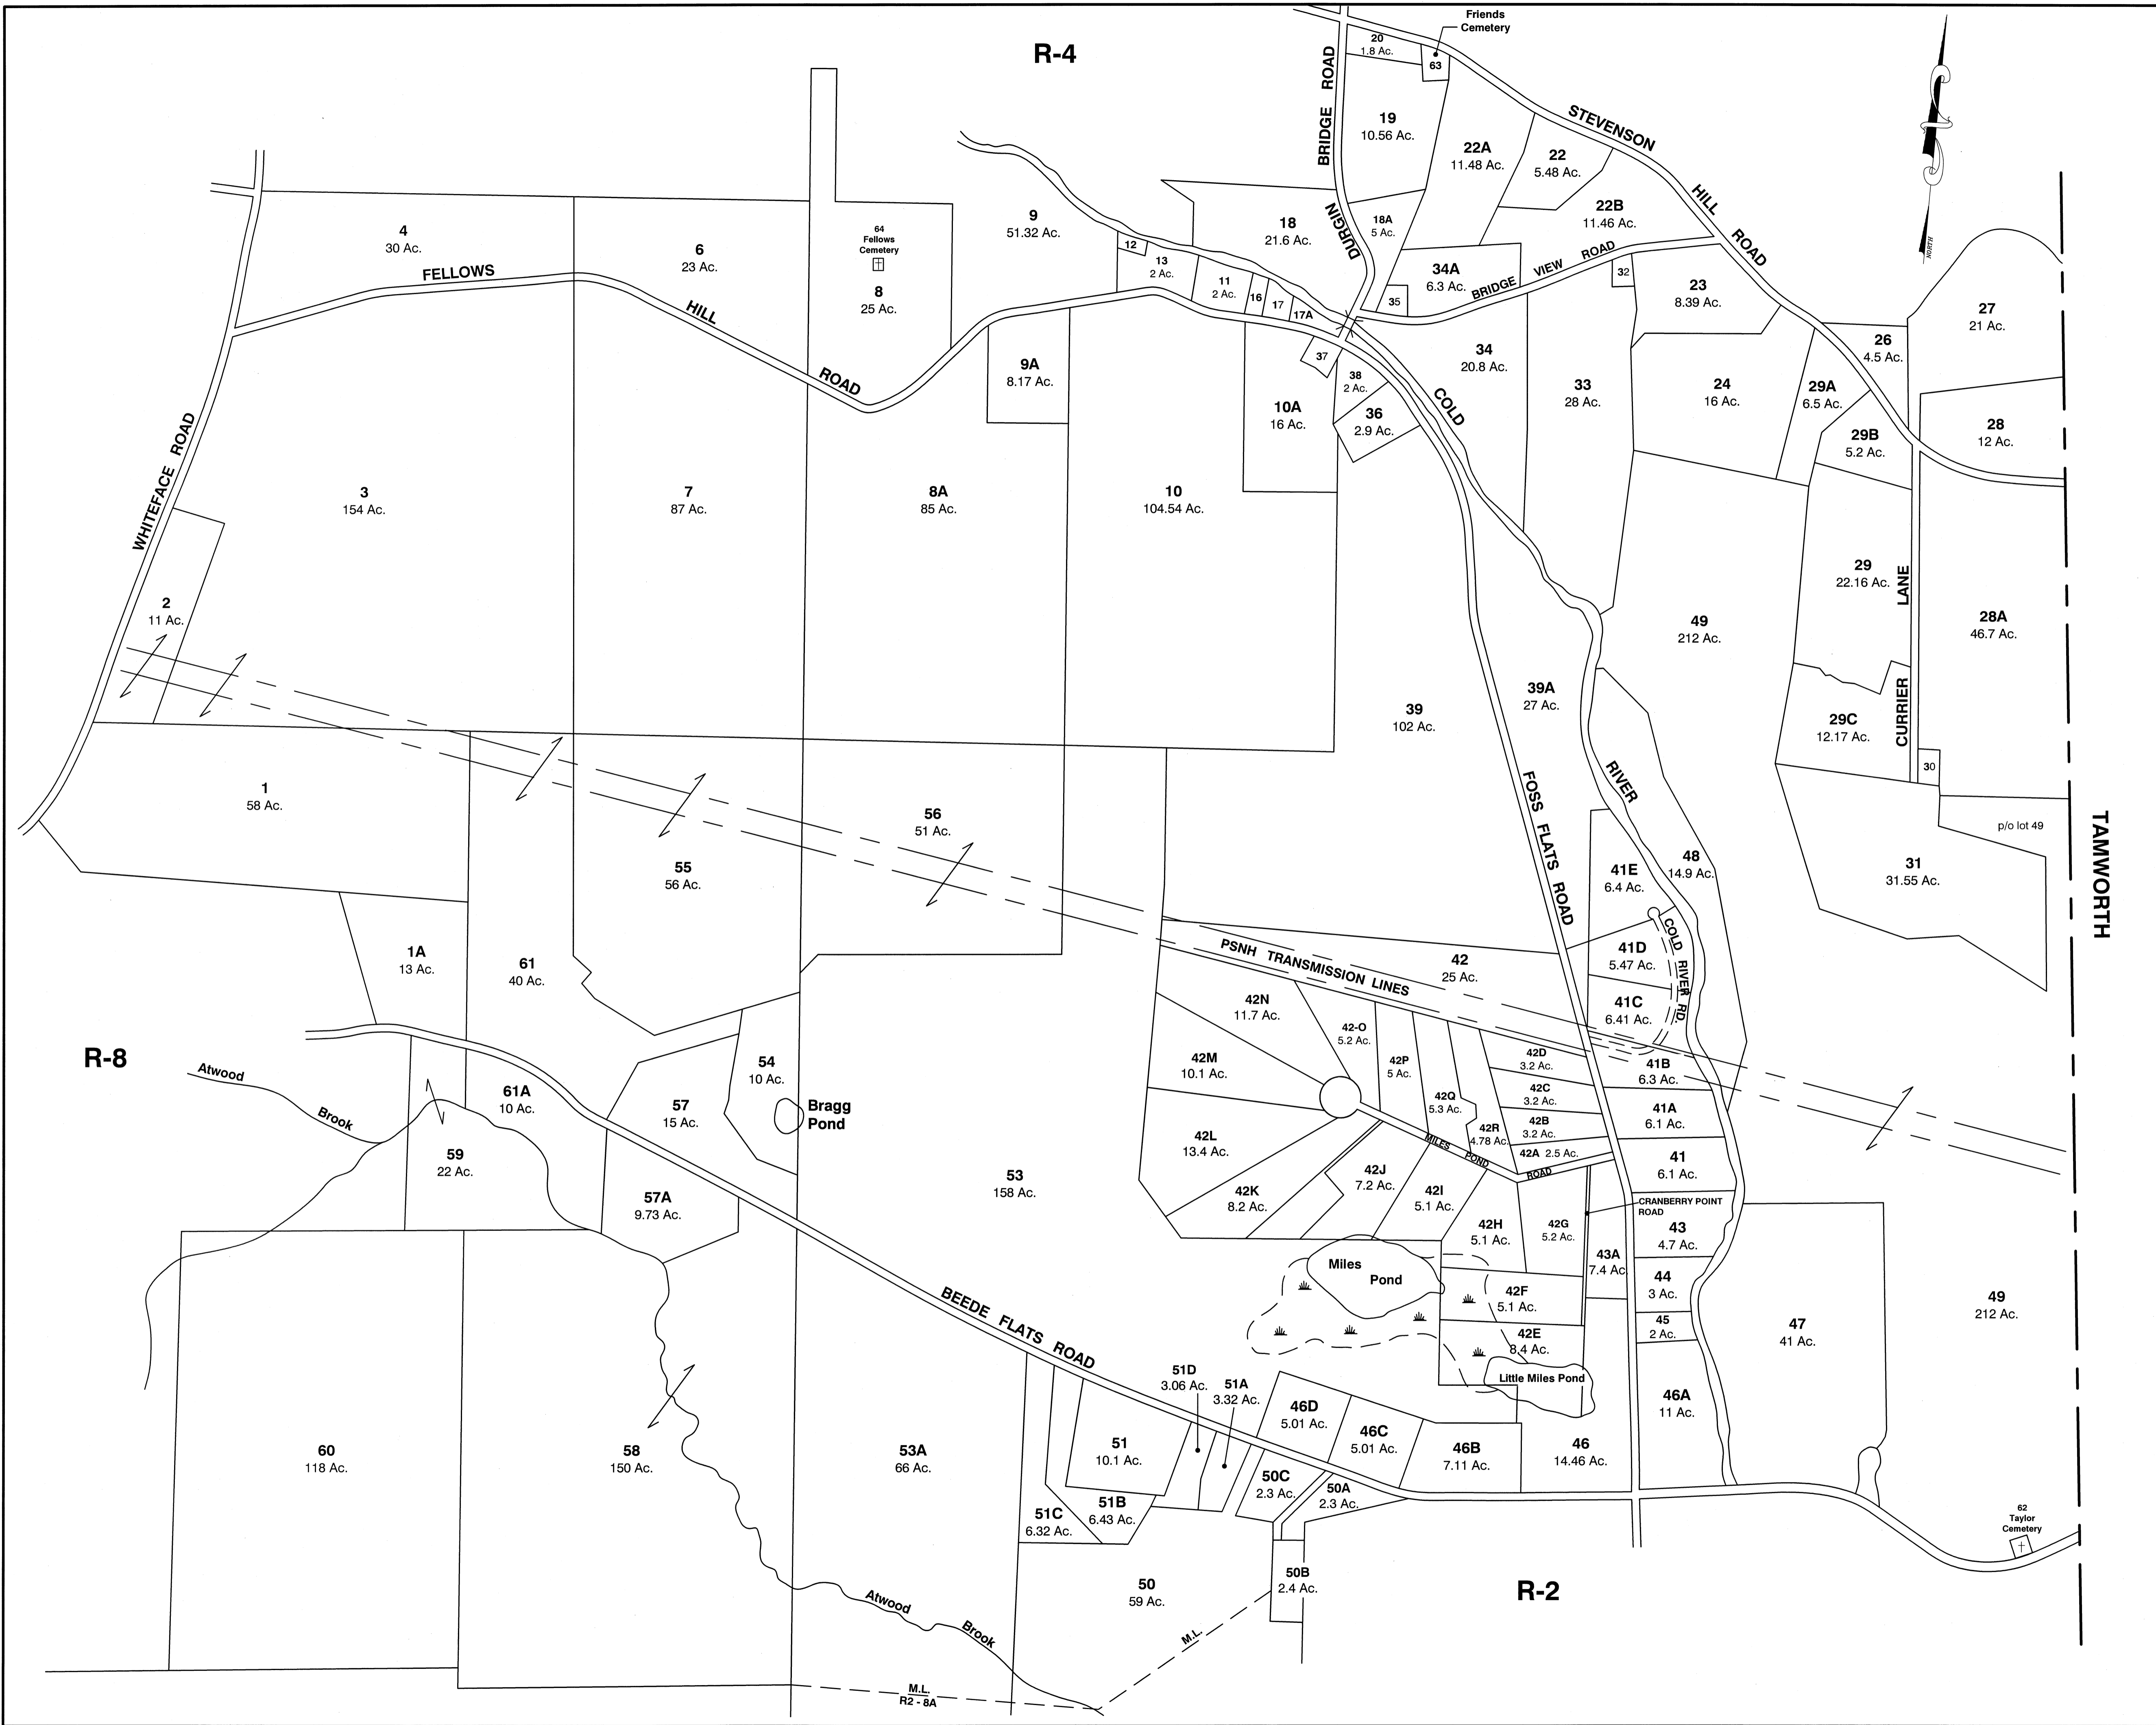 R-4
Friends
Cemetery
20
1.8 Ac.
63
BRIDGE ROAD
DURGIN
STEVENSON
HILL
ROAD
NORTH
19
10.56 Ac.
22A
11.48 Ac.
22
5.48 Ac.
22B
11.46 Ac.
4
30 Ac.
6
23 Ac.
64
Fellows
Cemetery
8
25 Ac.
9
51.32 Ac.
12
13
2 Ac.
11
2 Ac.
16
17
17A
18
21.6 Ac.
18A
5 Ac.
34A
6.3 Ac.
35
BRIDGE VIEW ROAD
32
23
8.39 Ac.
27
21 Ac.
26
4.5 Ac.
FELLOWS
HILL
ROAD
9A
8.17 Ac.
37
38
2 Ac.
36
2.9 Ac.
10A
16 Ac.
34
20.8 Ac.
COLD
33
28 Ac.
24
16 Ac.
29A
6.5 Ac.
29B
5.2 Ac.
28
12 Ac.
WHITEFACE ROAD
3
154 Ac.
7
87 Ac.
8A
85 Ac.
10
104.54 Ac.
2
11 Ac.
29
22.16 Ac.
LANE
CURRIER
28A
46.7 Ac.
49
212 Ac.
39
102 Ac.
39A
27 Ac.
29C
12.17 Ac.
30
RIVER
1
58 Ac.
56
51 Ac.
55
56 Ac.
FOSS FLATS ROAD
41E
6.4 Ac.
48
14.9 Ac.
p/o lot 49
31
31.55 Ac.
TAMWORTH
1A
13 Ac.
61
40 Ac.
PSNH TRANSMISSION LINES
42
25 Ac.
41D
5.47 Ac.
COLD RIVER RD.
41C
6.41 Ac.
R-8
Atwood
Brook
42N
11.7 Ac.
42-O
5.2 Ac.
42M
10.1 Ac.
42P
5 Ac.
42Q
5.3 Ac.
42R
4.78 Ac.
42D
3.2 Ac.
42C
3.2 Ac.
42B
3.2 Ac.
42A 2.5 Ac.
41B
6.3 Ac.
41A
6.1 Ac.
41
6.1 Ac.
54
10 Ac.
Bragg
Pond
61A
10 Ac.
57
15 Ac.
59
22 Ac.
57A
9.73 Ac.
53
158 Ac.
42L
13.4 Ac.
42K
8.2 Ac.
42J
7.2 Ac.
42I
5.1 Ac.
MILES POND ROAD
42H
5.1 Ac.
42G
5.2 Ac.
CRANBERRY POINT
ROAD
43
4.7 Ac.
43A
7.4 Ac.
44
3 Ac.
45
2 Ac.
Miles
Pond
42F
5.1 Ac.
42E
8.4 Ac.
Little Miles Pond
47
41 Ac.
49
212 Ac.
BEEDE FLATS ROAD
51D
3.06 Ac.
51A
3.32 Ac.
46D
5.01 Ac.
46C
5.01 Ac.
46B
7.11 Ac.
46
14.46 Ac.
46A
11 Ac.
60
118 Ac.
58
150 Ac.
53A
66 Ac.
51
10.1 Ac.
50C
2.3 Ac.
50A
2.3 Ac.
51C
6.32 Ac.
51B
6.43 Ac.
62
Taylor
Cemetery
50
59 Ac.
50B
2.4 Ac.
R-2
Atwood
Brook
M.L.
M.L.
R2 - 8A